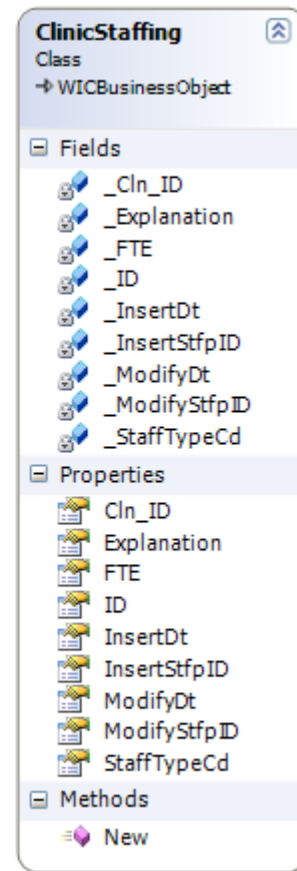 ClinicStaffing
Class
WICBusinessObject
Fields
_Cln_ID
_Explanation
_FTE
_ID
_InsertDt
_InsertStfpID
_ModifyDt
_ModifyStfpID
_StaffTypeCd
Properties
Cln_ID
Explanation
FTE
ID
InsertDt
InsertStfpID
ModifyDt
ModifyStfpID
StaffTypeCd
Methods
New